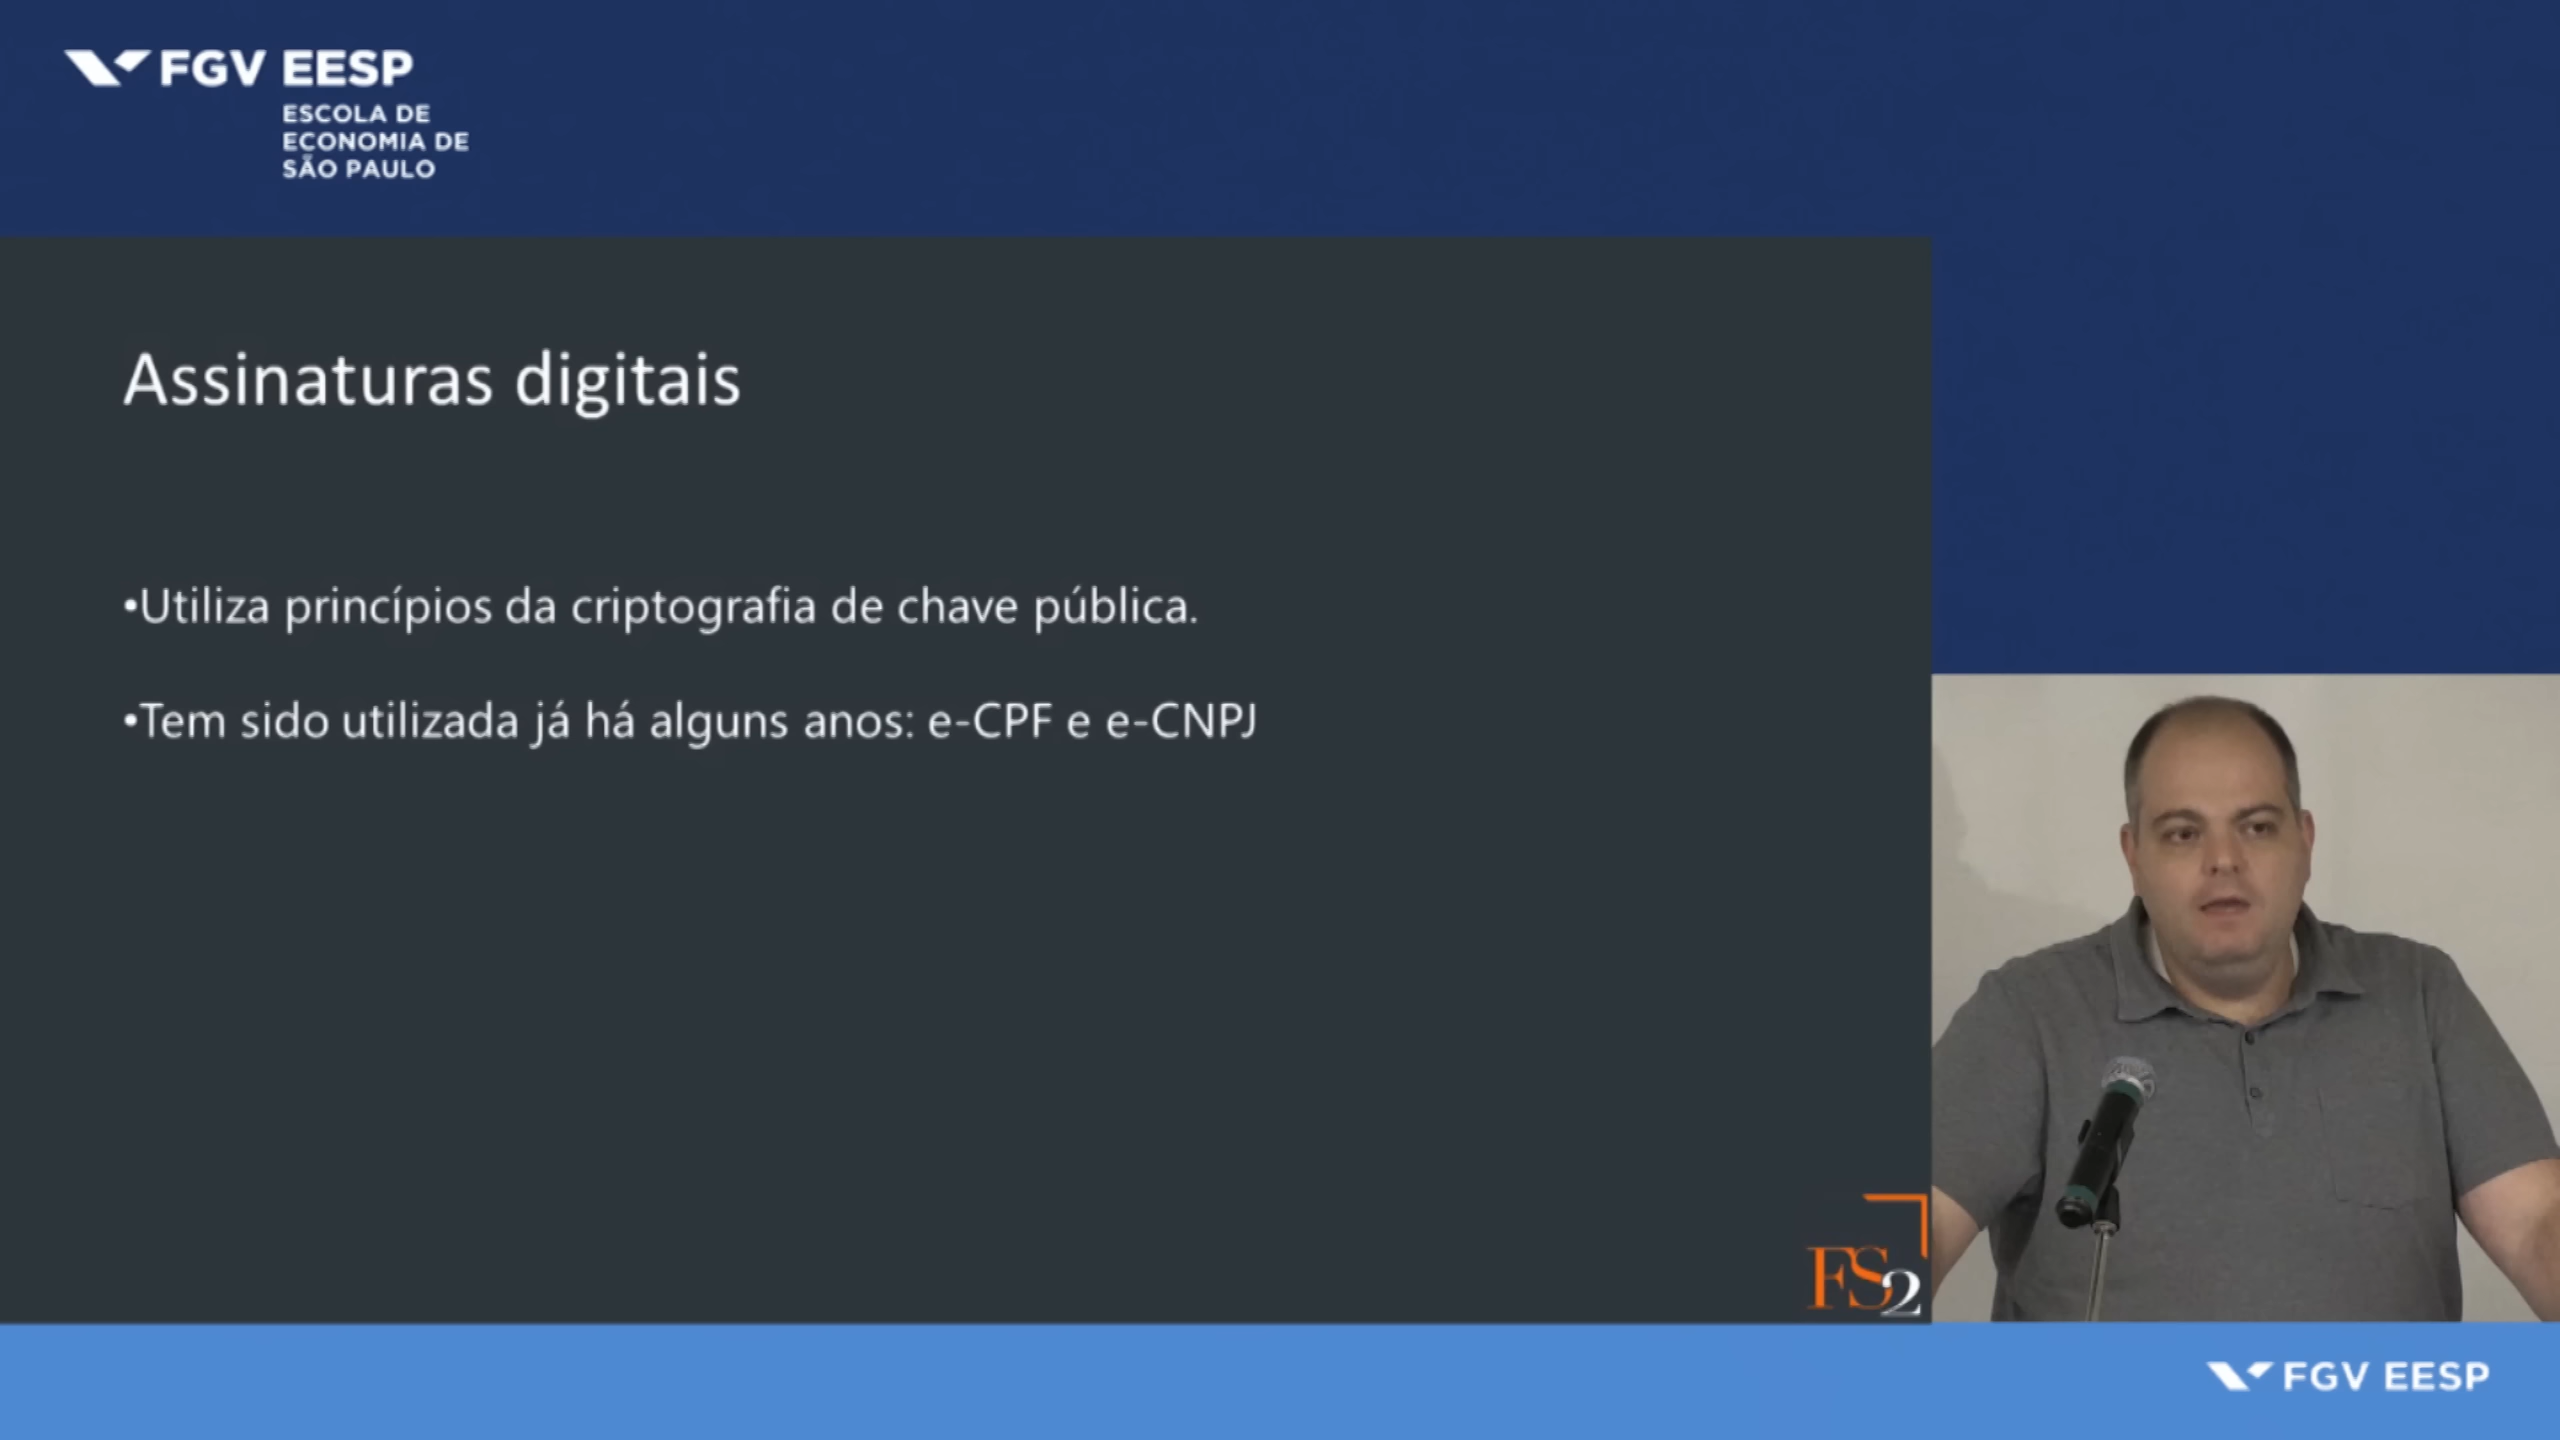 FGV EESP
ESCOLA DE
ECONOMIA DE
SÃO PAULO
Assinaturas digitais
•Utiliza princípios da criptografia de chave pública.
•Tem sido utilizada já há alguns anos: e-CPF e e-CNPJ
FS2
FGV EESP